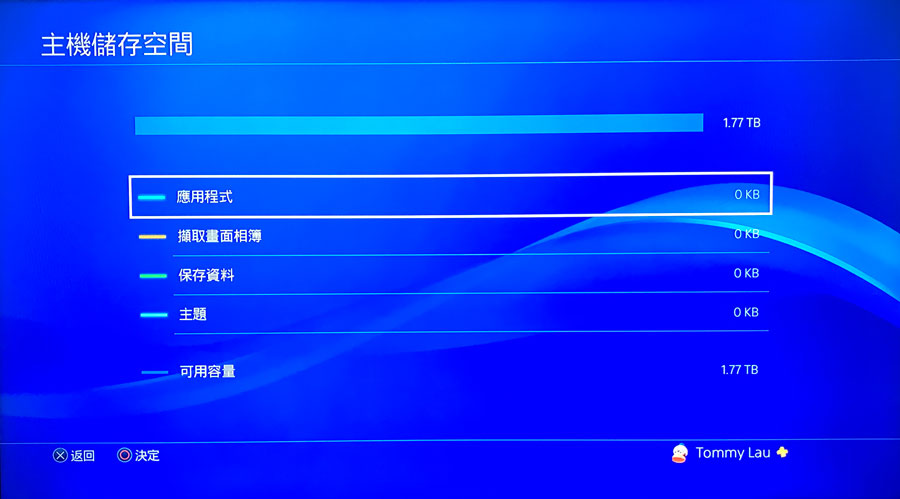 主機儲存空間
1.77 TB
應用程式 0 KB
擷取畫面相簿 0 KB
保存資料 0 KB
主題 0 KB
可用容量 1.77 TB
返回 決定 Tommy Lau